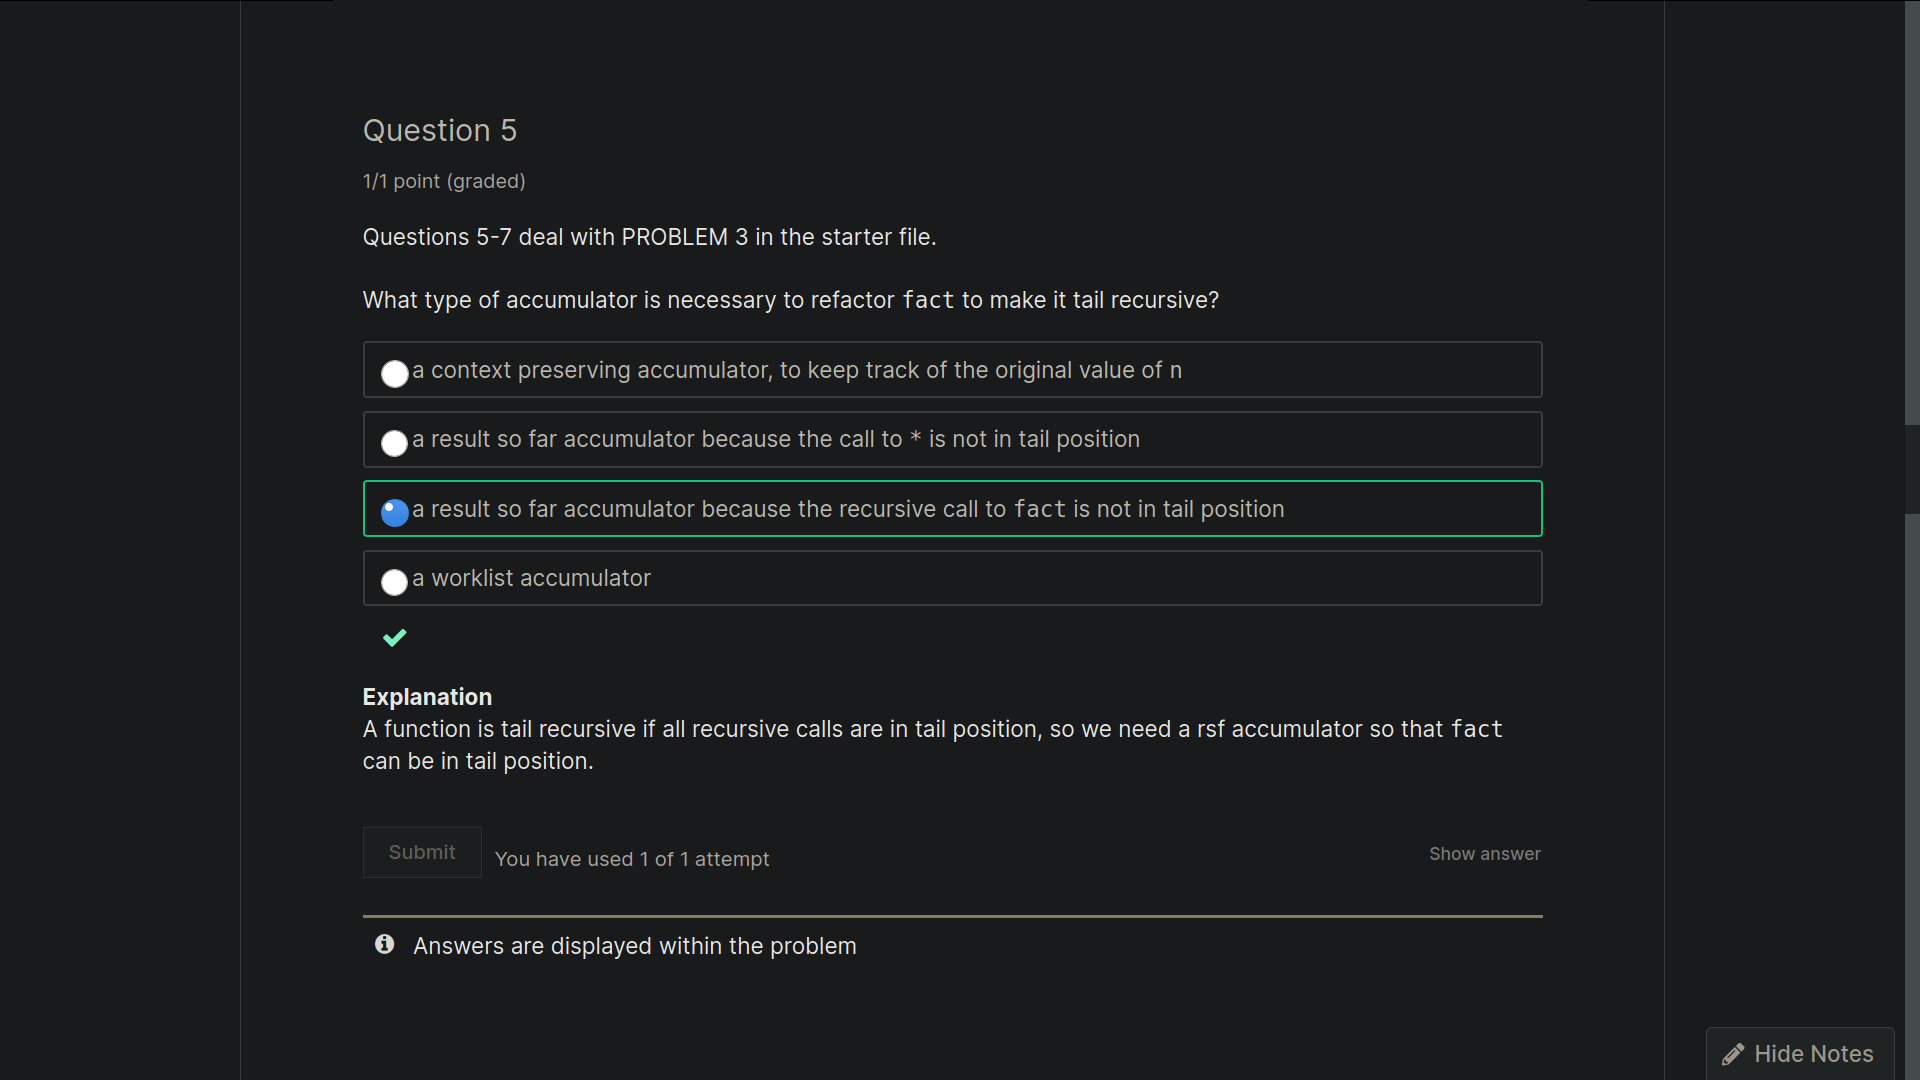 Question 5
1/1 point (graded)
Questions 5-7 deal with PROBLEM 3 in the starter file.
What type of accumulator is necessary to refactor fact to make it tail recursive?
a context preserving accumulator, to keep track of the original value of n
a result so far accumulator because the call to * is not in tail position
a result so far accumulator because the recursive call to fact is not in tail position
a worklist accumulator
Explanation
A function is tail recursive if all recursive calls are in tail position, so we need a rsf accumulator so that fact
can be in tail position.
Submit
You have used 1 of 1 attempt
Show answer
Answers are displayed within the problem
Hide Notes